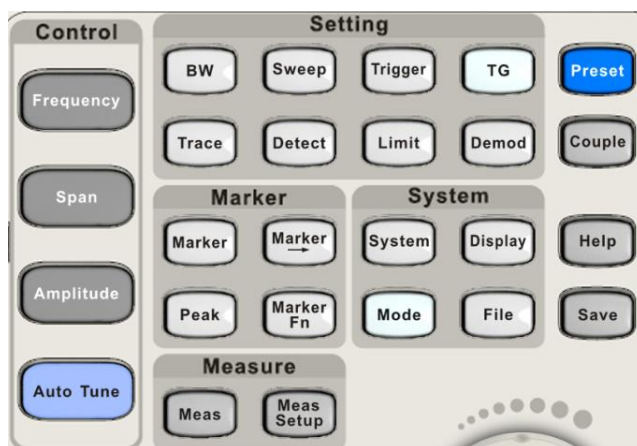 Control
Frequency
Span
Amplitude
Auto Tune
Setting
BW
Sweep
Trigger
TG
Trace
Detect
Limit
Demod
Marker
Marker
Marker
→
Peak
Marker
Fn
System
System
Display
Mode
File
Measure
Meas
Meas
Setup
Preset
Couple
Help
Save